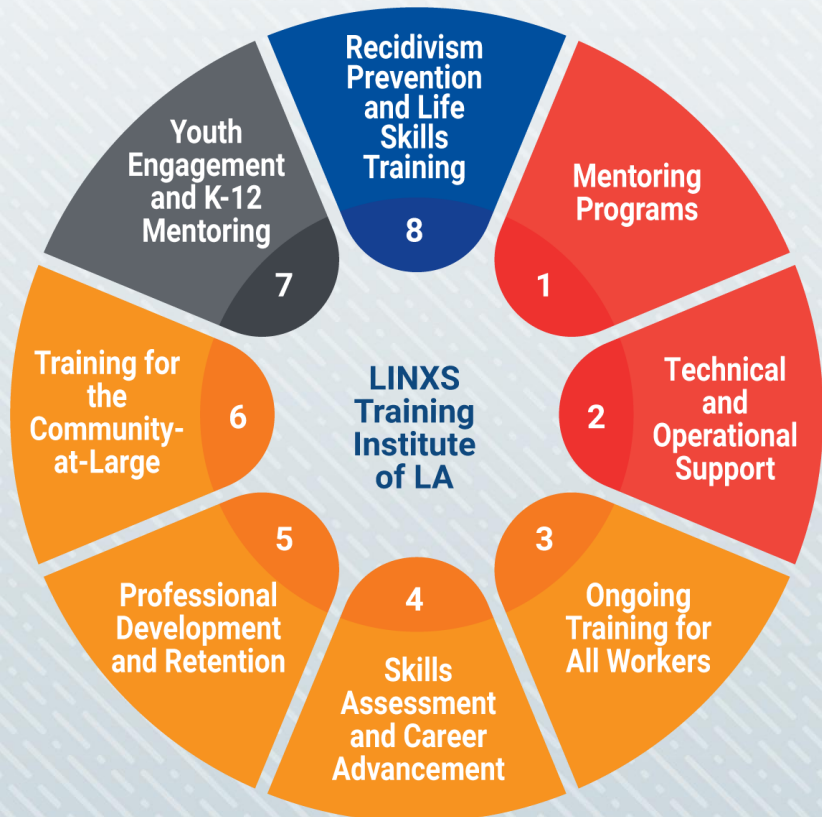 Recidivism
Prevention
and Life
Skills
Training
8
Mentoring
Programs
1
Technical
and
Operational
Support
2
Ongoing
Training for
All Workers
3
Skills
Assessment
and Career
Advancement
4
Professional
Development
and Retention
5
Training for
the
Community-
at-Large
6
Youth
Engagement
and K-12
Mentoring
7
LINXS
Training
Institute
of LA